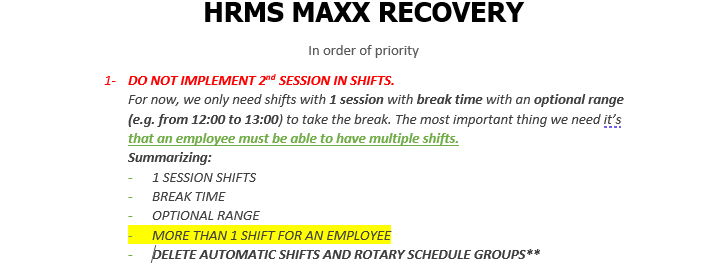 HRMS MAXX RECOVERY
In order of priority
1- DO NOT IMPLEMENT 2nd SESSION IN SHIFTS.
For now, we only need shifts with 1 session with break time with an optional range
(e.g. from 12:00 to 13:00) to take the break. The most important thing we need it's
that an employee must be able to have multiple shifts.
Summarizing:
- 1 SESSION SHIFTS
- BREAK TIME
- OPTIONAL RANGE
- MORE THAN 1 SHIFT FOR AN EMPLOYEE
- DELETE AUTOMATIC SHIFTS AND ROTARY SCHEDULE GROUPS**